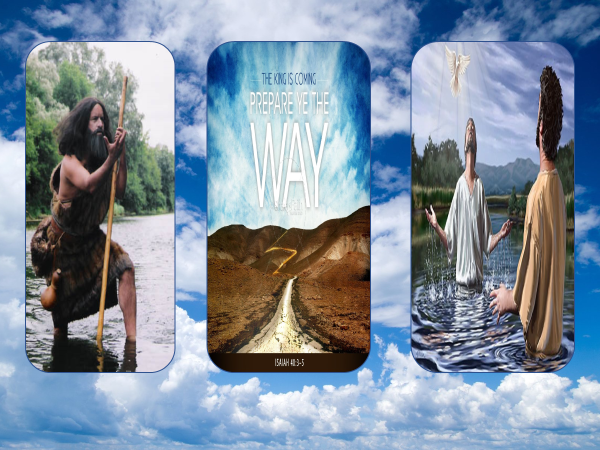 THE KING IS COMING
PREPARE YE THE
WAY
ISAIAH 40:3-5